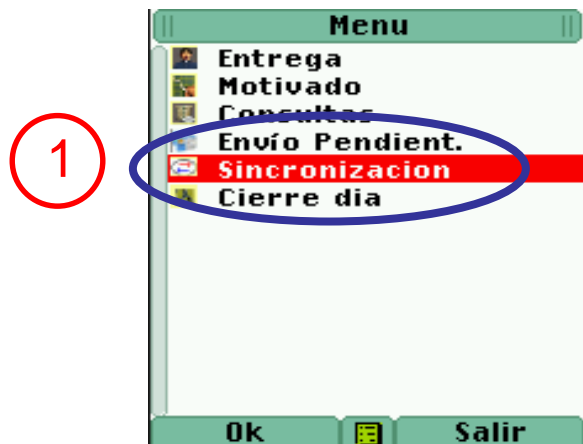 Menu
Entrega
Motivado
Consultas
Envío Pendient.
1
Sincronizacion
Cierre dia
Ok Salir